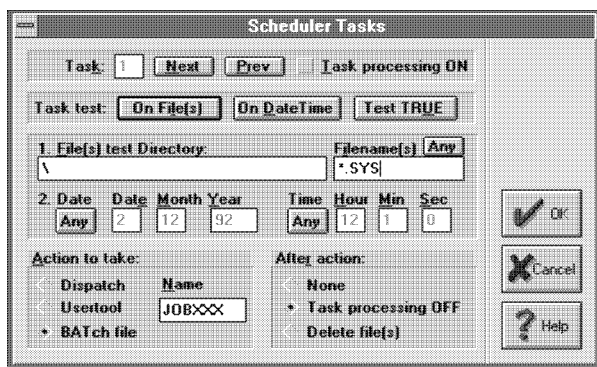 Scheduler Tasks
Task: 1 Next Prev Task processing ON
Task test: On File(s) On DateTime Test TRUE
1. File(s) test Directory: Filename(s) Any
\ *.SYS
2. Date Date Month Year Time Hour Min Sec
Any 2 12 92 Any 12 1 0
OK
Action to take: After action:
Dispatch Name None
Cancel
Usertool JOBXXX Task processing OFF
BATch file Delete file(s)
Help